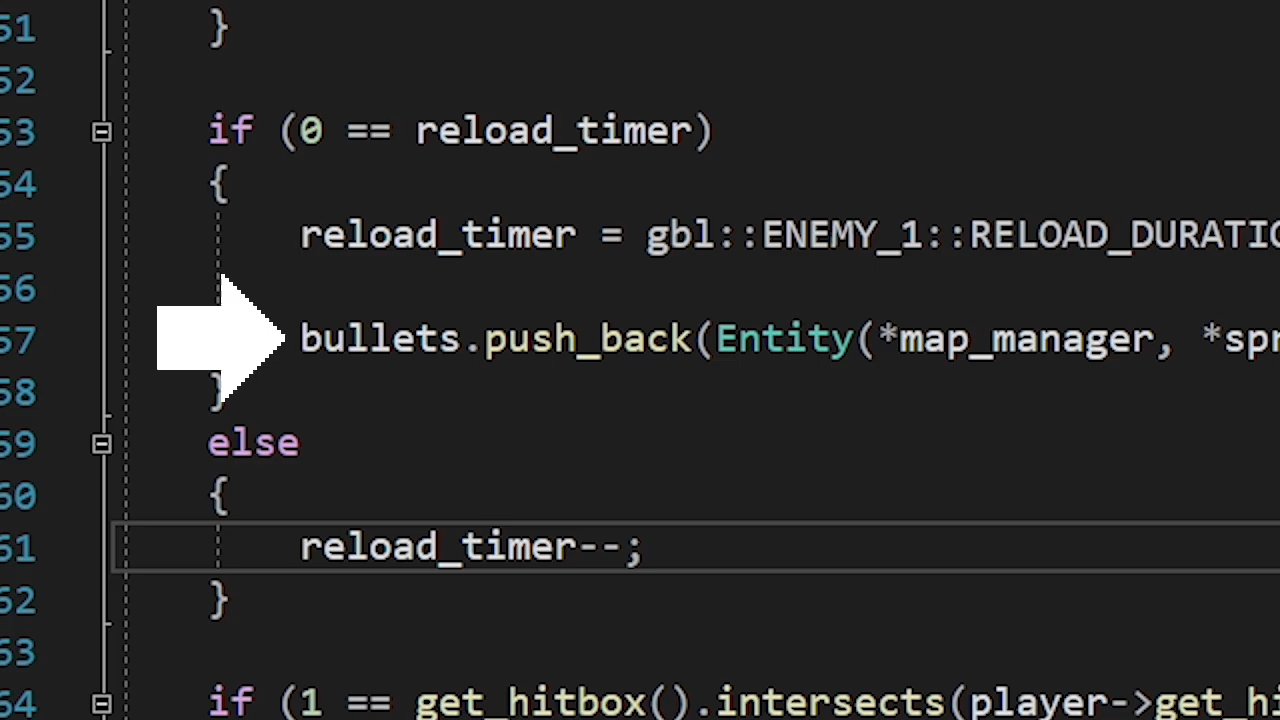 51 }
52
53 if (0 == reload_timer)
54 {
55 reload_timer = gbl::ENEMY_1::RELOAD_DURATIO
56
57 bullets.push_back(Entity(*map_manager, *spr
58 }
59 else
60 {
61 reload_timer--;
62 }
63
64 if (1 == get_hitbox().intersects(player->get_hi